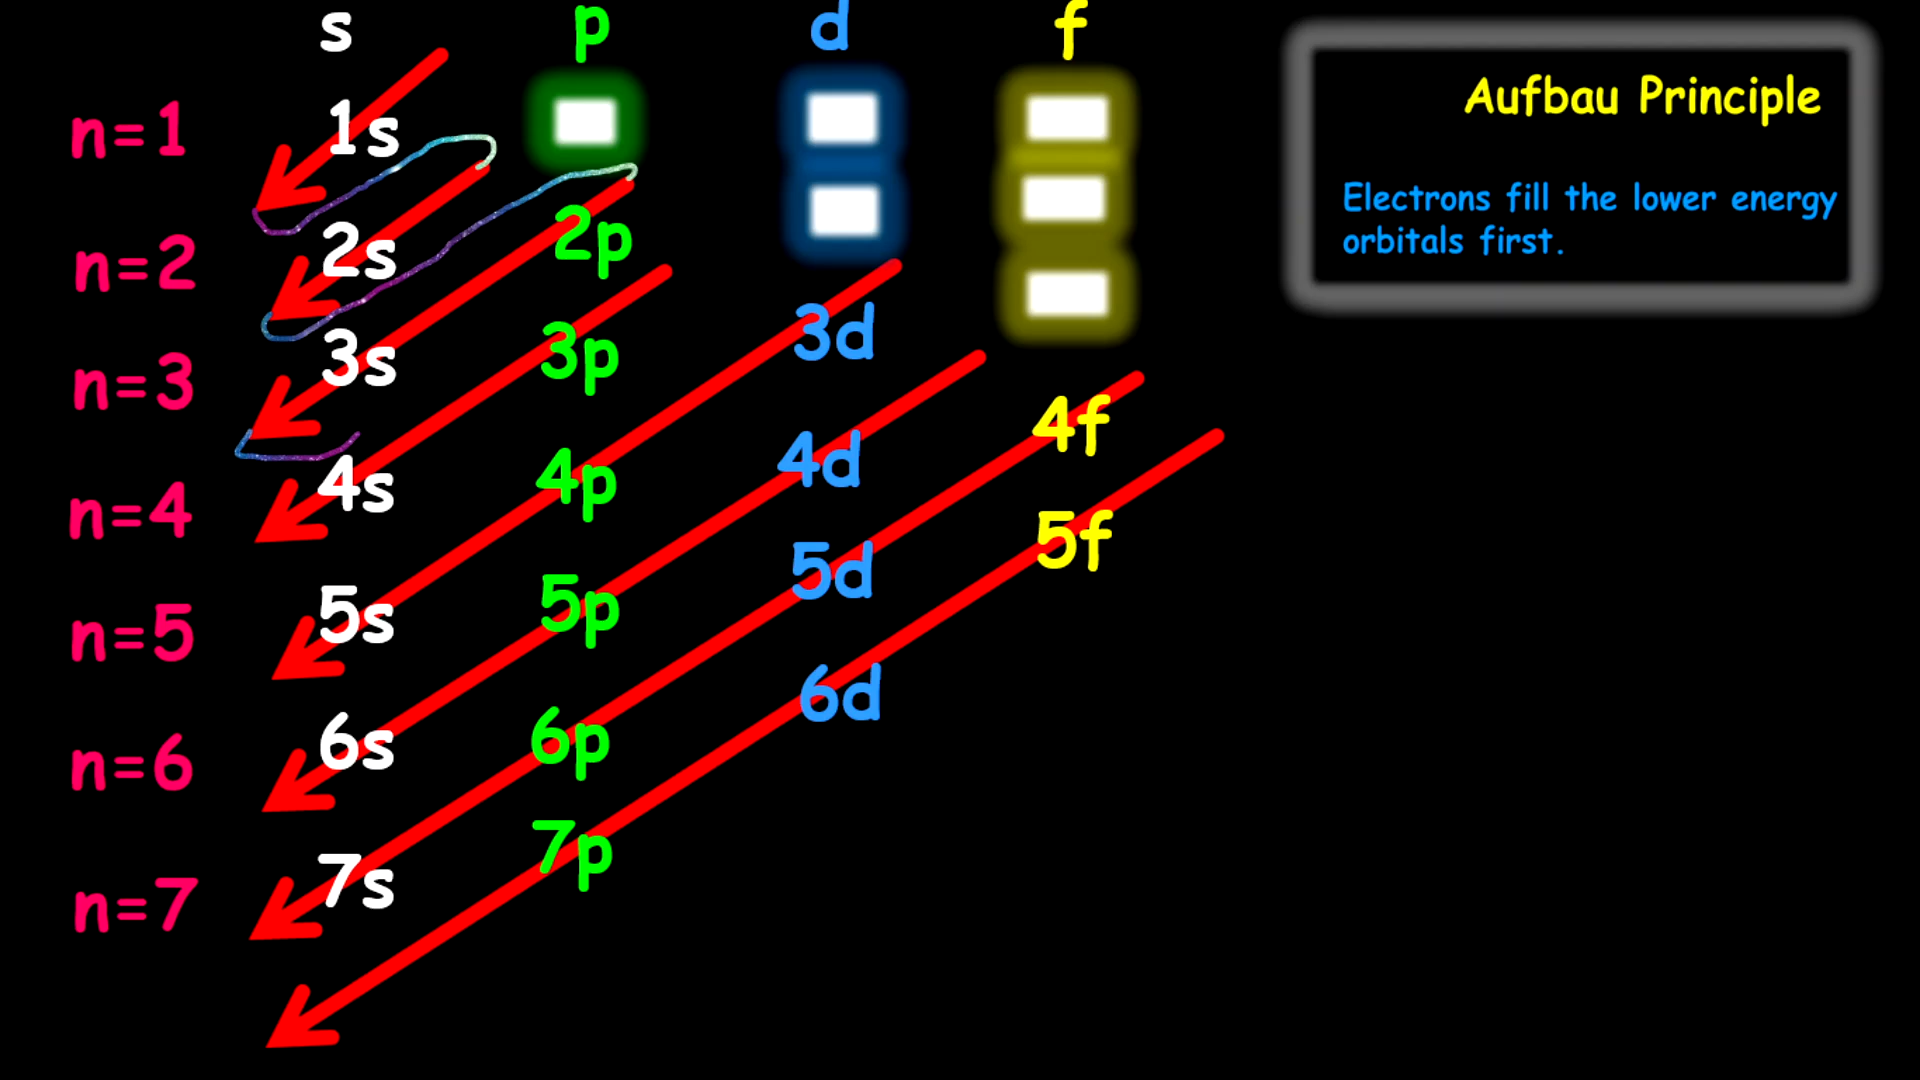 s p d f
n=1 1s
n=2 2s 2p
n=3 3s 3p 3d
n=4 4s 4p 4d 4f
n=5 5s 5p 5d 5f
n=6 6s 6p 6d
n=7 7s 7p
Aufbau Principle
Electrons fill the lower energy
orbitals first.